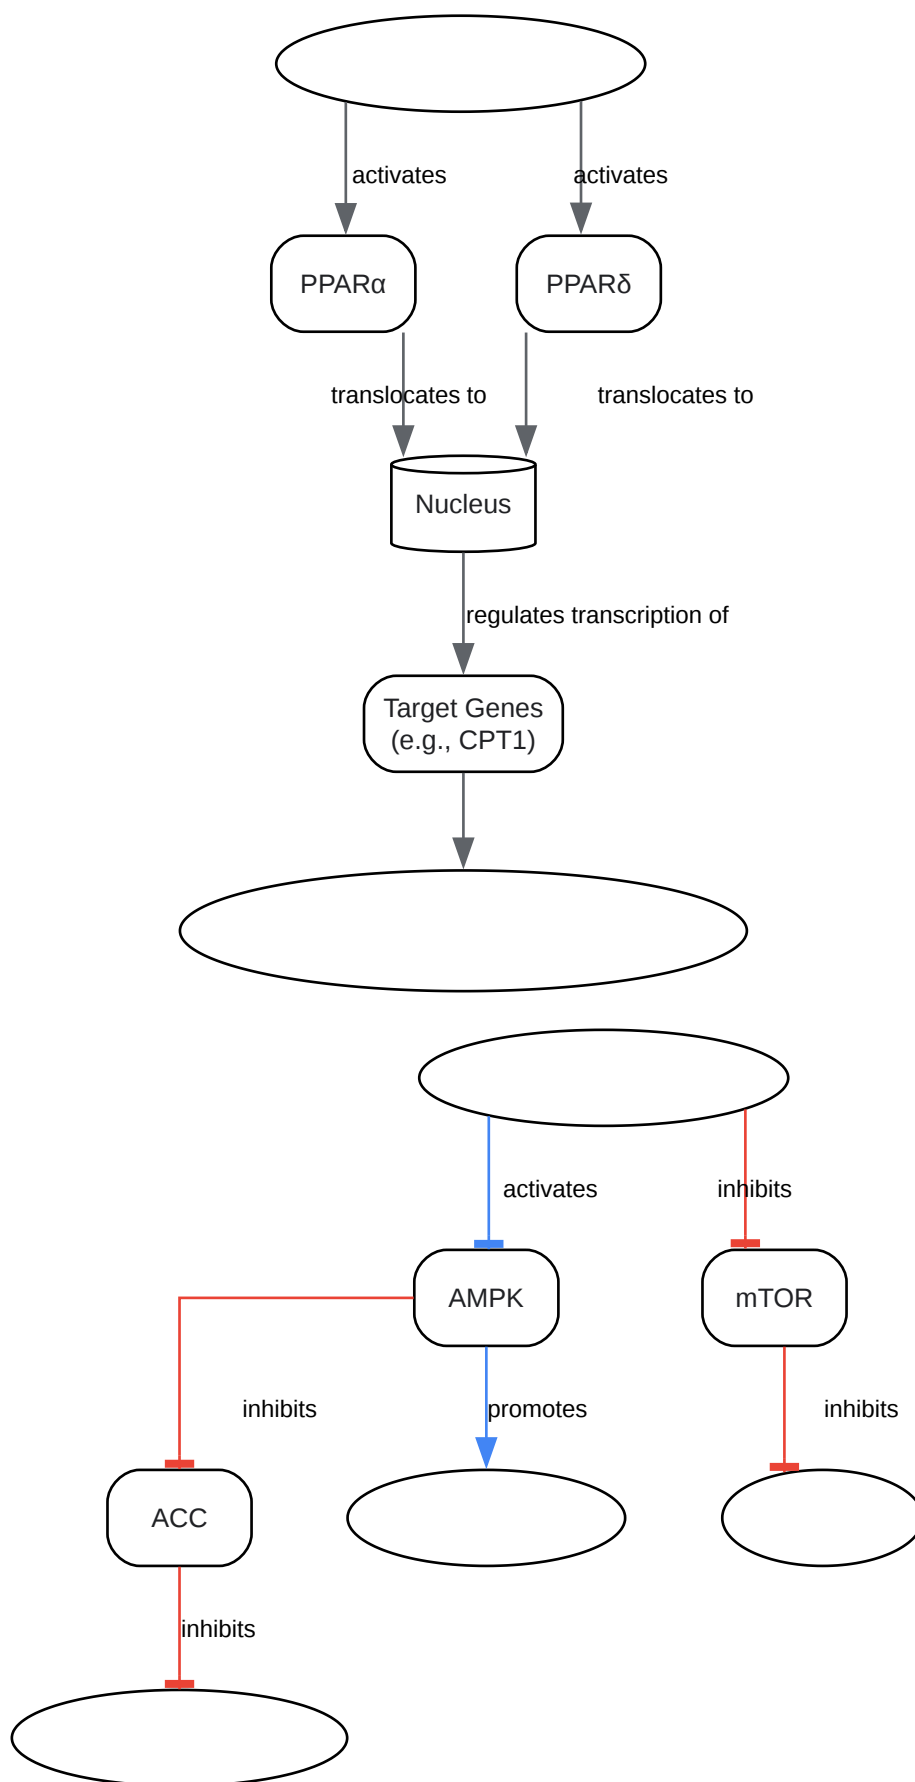 activates
activates
PPARα
PPARδ
translocates to
translocates to
Nucleus
regulates transcription of
Target Genes
(e.g., CPT1)
activates
inhibits
AMPK
mTOR
inhibits
promotes
inhibits
ACC
inhibits